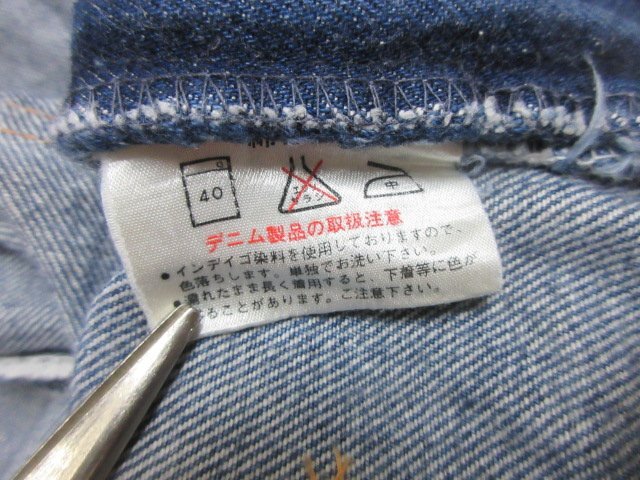 40
中
デニム製品の取扱注意
●インデイゴ染料を使用しておりますので、
色落ちします。単独でお洗い下さい。
●濡れたまま長く着用すると、下着等に色が
ることがあります。ご注意下さい。